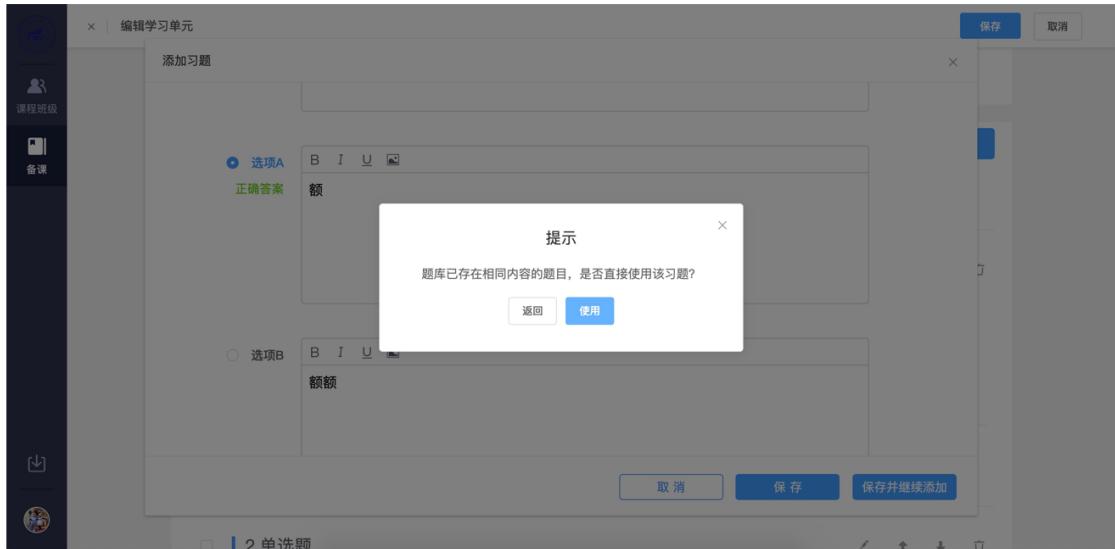 编辑学习单元
保存
取消
添加习题
课程班级
备课
选项A
B I U
正确答案
额
提示
题库已存在相同内容的题目，是否直接使用该习题?
返回
使用
选项B
B I U
额额
取 消
保 存
保存并继续添加
2 单选题